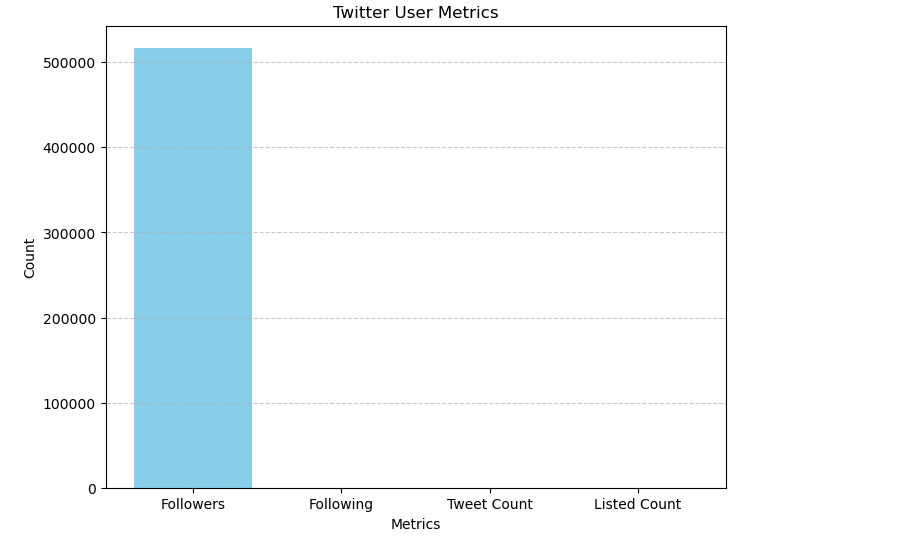 Twitter User Metrics
500000
400000
300000
200000
100000
0
Count
Followers Following Tweet Count Listed Count
Metrics